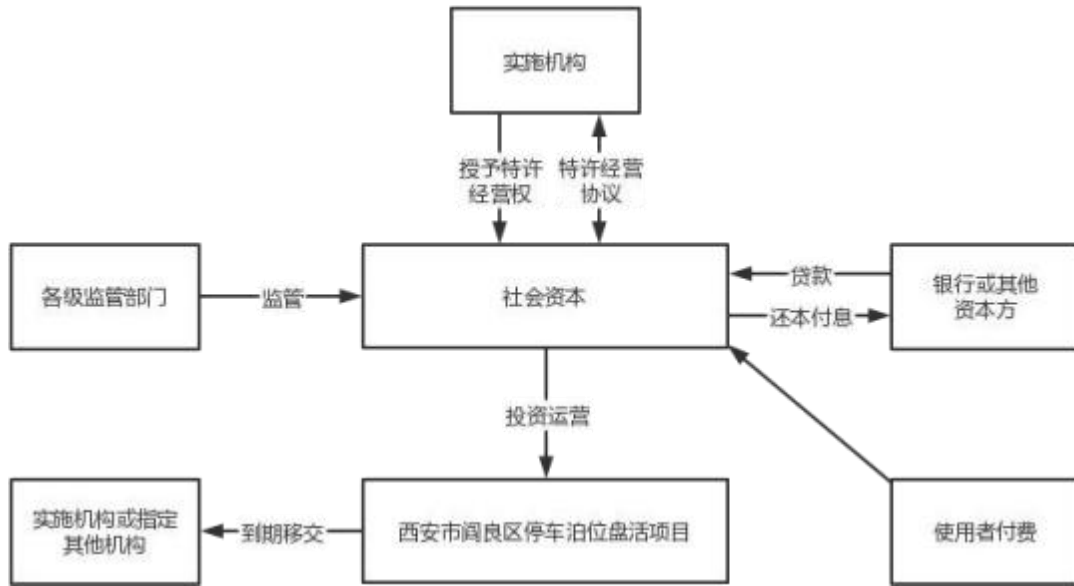 实施机构
授予特许
经营权
特许经营
协议
各级监管部门
监管
社会资本
贷款
还本付息
银行或其他
资本方
投资运营
实施机构或指定
其他机构
到期移交
西安市阎良区停车泊位盘活项目
使用者付费